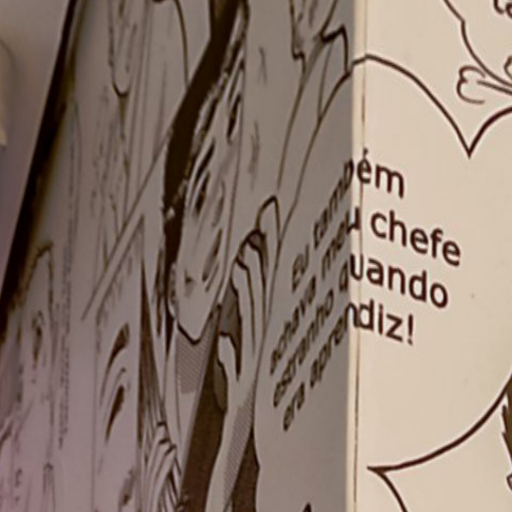 Eu também
achava meu chefe
estranho quando
era aprendiz!